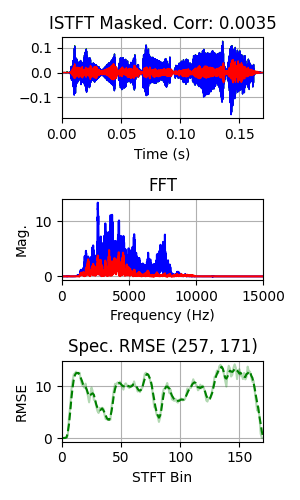 ISTFT Masked. Corr: 0.0035
0.1
0.0
−0.1
0.00 0.05 0.10 0.15
Time (s)
FFT
10
0
Mag.
0 5000 10000 15000
Frequency (Hz)
Spec. RMSE (257, 171)
10
0
RMSE
0 50 100 150
STFT Bin